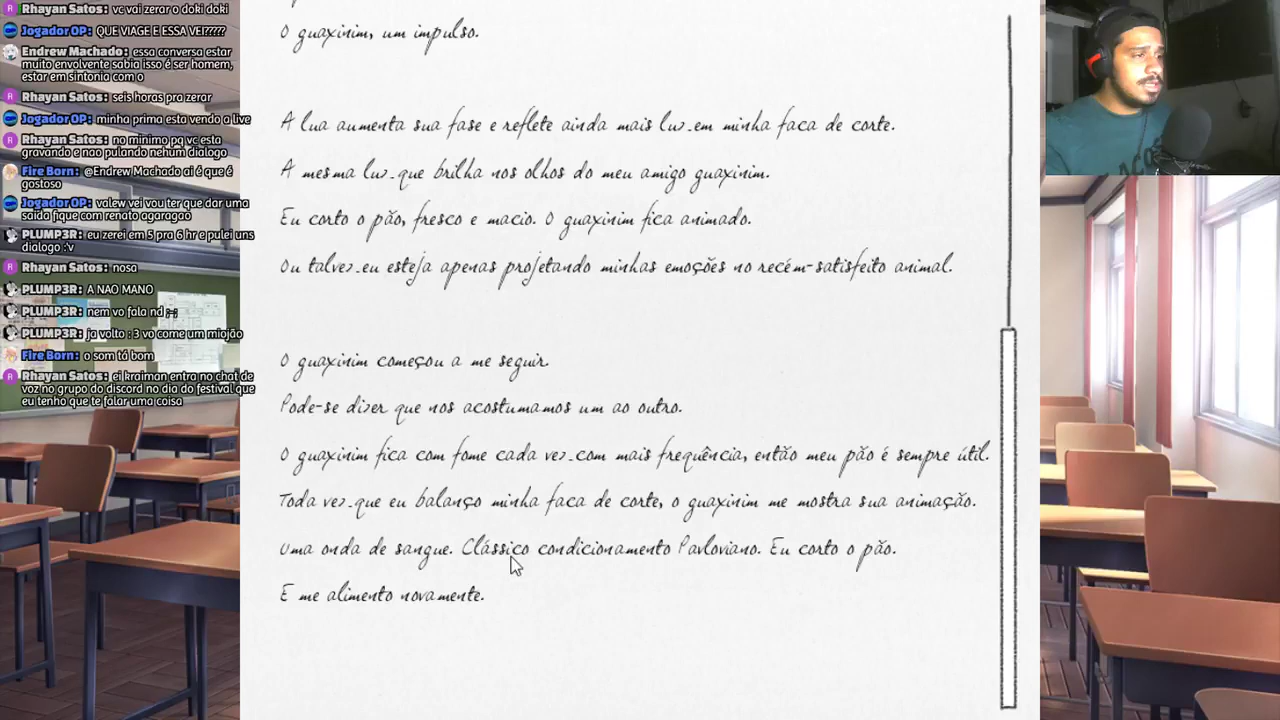 Rhayan Satos: vc vai zerar o doki doki
Jogador OP: QUE VIAGE E ESSA VEI?????
Endrew Machado: essa conversa estar
muito envolvente sabia isso é ser homem,
estar em sintonia com o
Rhayan Satos: seis horas pra zerar
Jogador OP: minha prima esta vendo a live
Rhayan Satos: no minimo pq vc esta
gravando e nao pulando nehum dialogo
Fire Born: @Endrew Machado ai é que é
gostoso
Jogador OP: valew vei vou ter que dar uma
PLUMP3R: eu zerei em 5 pra 6 hr e pulei uns
dialogo :v
Rhayan Satos: nosa
PLUMP3R: A NAO MANO
PLUMP3R: nem vo fala nd ;-;
PLUMP3R: ja volto : 3 vo come um miojão
Fire Born: o som tá bom
Rhayan Satos: ei kraiman entra no chat de
voz no grupo do discord no dia do festival que
eu tenho que te falar uma coisa
O guaxinim, um impulso.
A lua aumenta sua fase e reflete ainda mais luz em minha faca de corte.
A mesma luz que brilha nos olhos do meu amigo guaxinim.
Eu corto o pão, fresco e macio. O guaxinim fica animado.
Ou talvez eu esteja apenas projetando minhas emoções no recém-satisfeito animal.
O guaxinim começou a me seguir.
Pode-se dizer que nos acostumamos um ao outro.
O guaxinim fica com fome cada vez com mais frequência, então meu pão é sempre útil.
Toda vez que eu balanço minha faca de corte, o guaxinim me mostra sua animação.
Uma onda de sangue. Clássico condicionamento Pavloviano. Eu corto o pão.
E me alimento novamente.